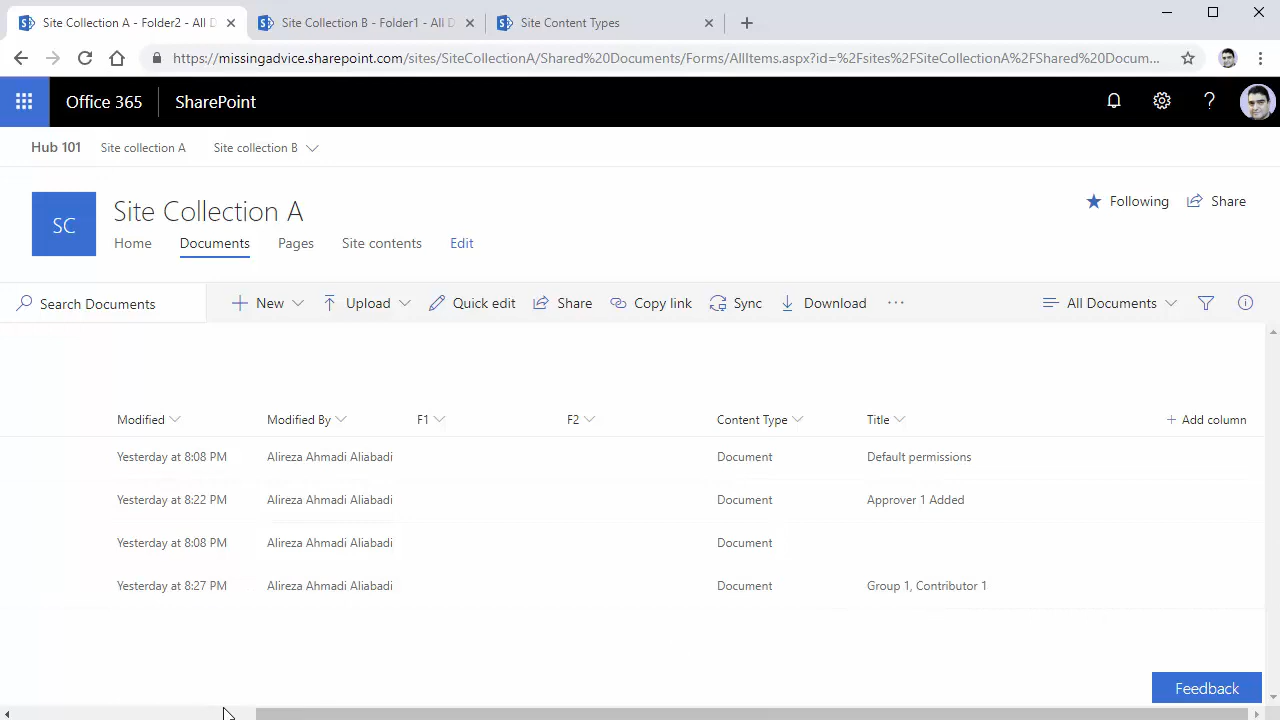 Site Collection A - Folder2 - All D
Site Collection B - Folder1 - All D
Site Content Types
https://missingadvice.sharepoint.com/sites/SiteCollectionA/Shared%20Documents/Forms/AllItems.aspx?id=%2Fsites%2FSiteCollectionA%2FShared%20Docum...
Office 365 SharePoint
Hub 101 Site collection A Site collection B
SC
Site Collection A
Following Share
Home Documents Pages Site contents Edit
Search Documents New Upload Quick edit Share Copy link Sync Download ... All Documents
Modified Modified By F1 F2 Content Type Title + Add column
Yesterday at 8:08 PM Alireza Ahmadi Aliabadi Document Default permissions
Yesterday at 8:22 PM Alireza Ahmadi Aliabadi Document Approver 1 Added
Yesterday at 8:08 PM Alireza Ahmadi Aliabadi Document
Yesterday at 8:27 PM Alireza Ahmadi Aliabadi Document Group 1, Contributor 1
Feedback